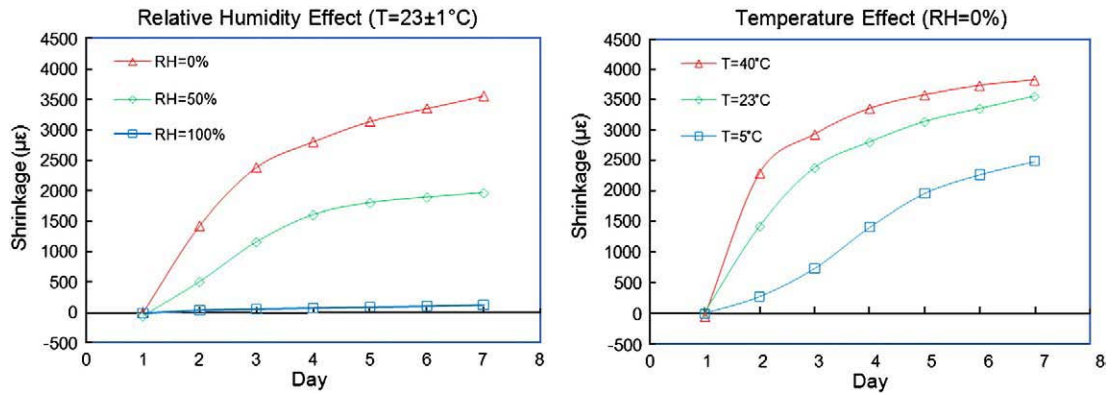 Relative Humidity Effect (T=23±1°C)
4500
4000
3500
3000
2500
2000
1500
1000
500
0
-500
Shrinkage (µε)
RH=0%
RH=50%
RH=100%
0 1 2 3 4 5 6 7 8
Day
Temperature Effect (RH=0%)
4500
4000
3500
3000
2500
2000
1500
1000
500
0
-500
Shrinkage (µε)
T=40°C
T=23°C
T=5°C
0 1 2 3 4 5 6 7 8
Day